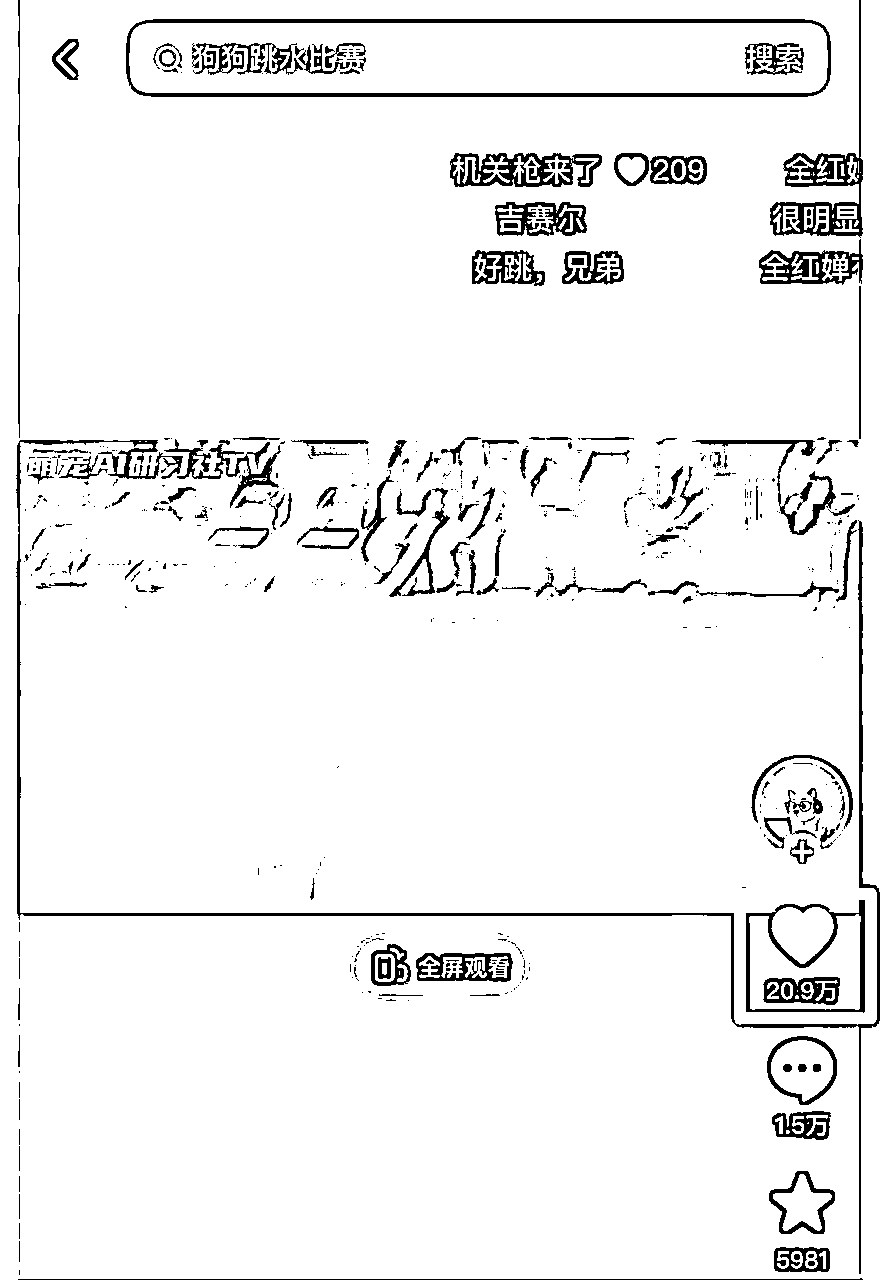 狗狗跳水比赛 搜索
机关枪来了 209 全红
吉赛尔 很明显
好跳，兄弟 全红婵
萌宠AI研习社TV
20.9万
全屏观看
1.5万
5981